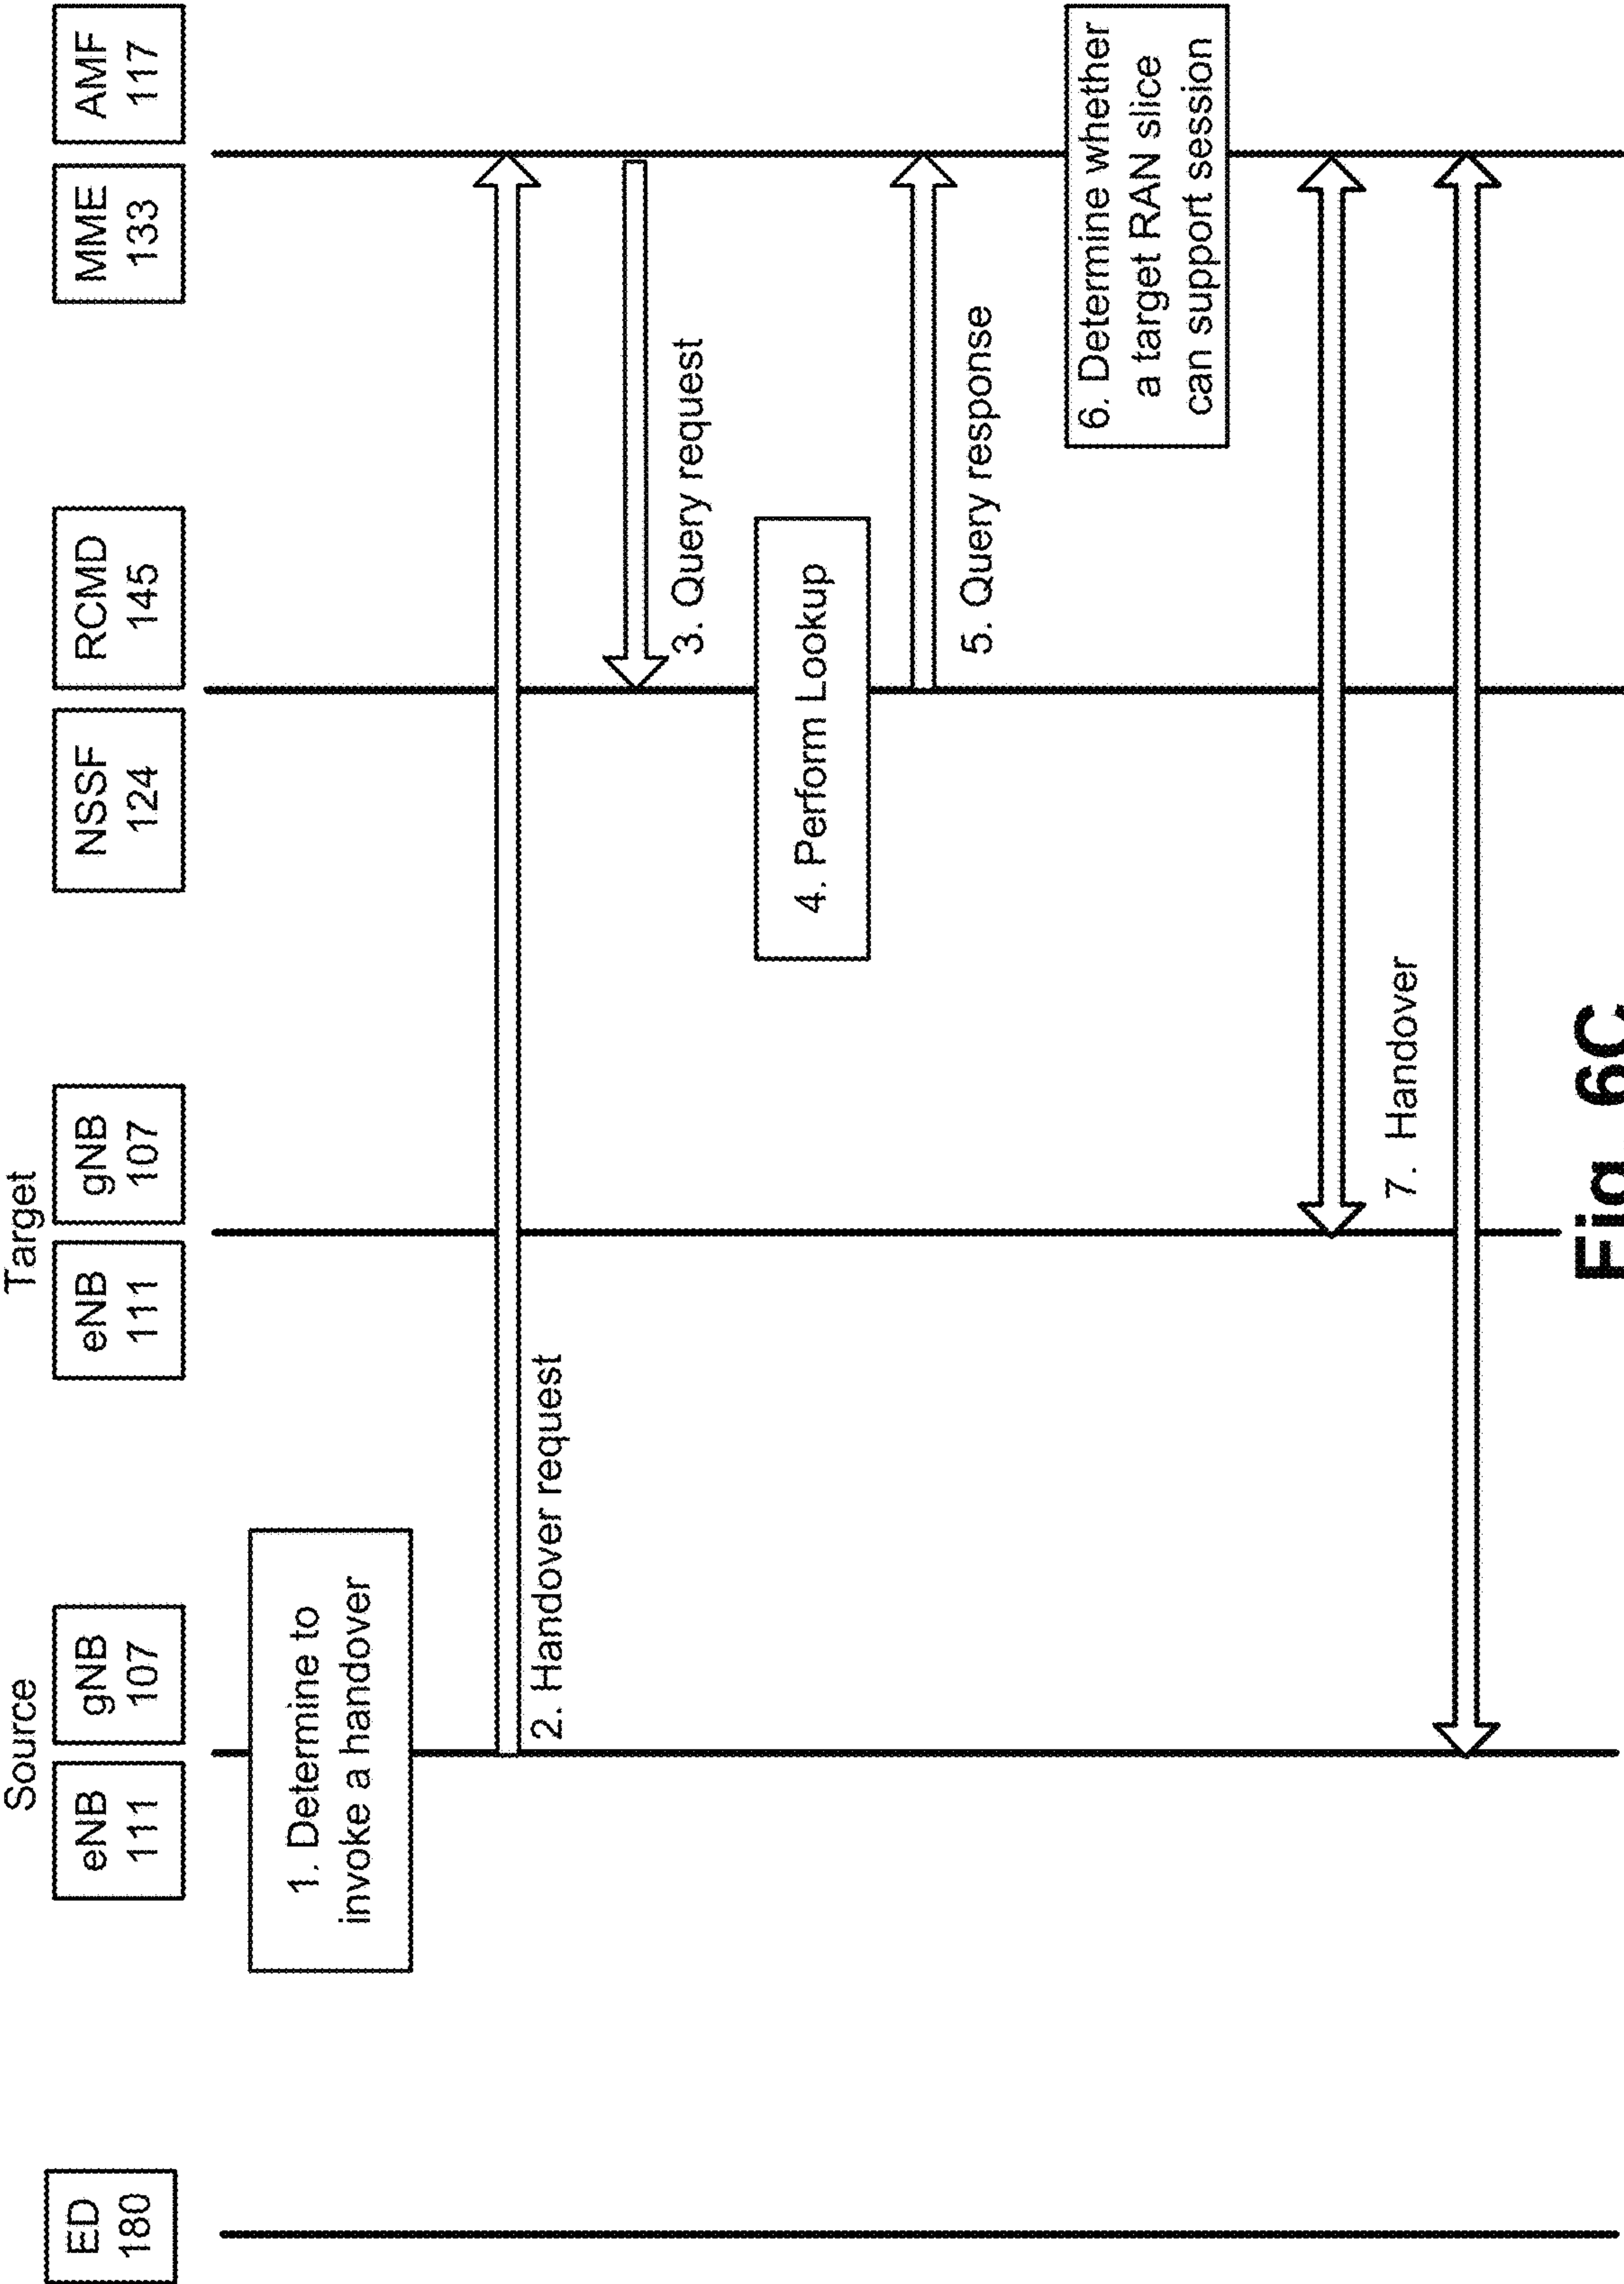 Source
Target
ED
180
eNB
111
gNB
107
eNB
111
gNB
107
NSSF
124
RCMD
145
MME
133
AMF
117
1. Determine to
invoke a handover
2. Handover request
3. Query request
4. Perform Lookup
5. Query response
6. Determine whether
a target RAN slice
can support session
7. Handover
Fig. 6C